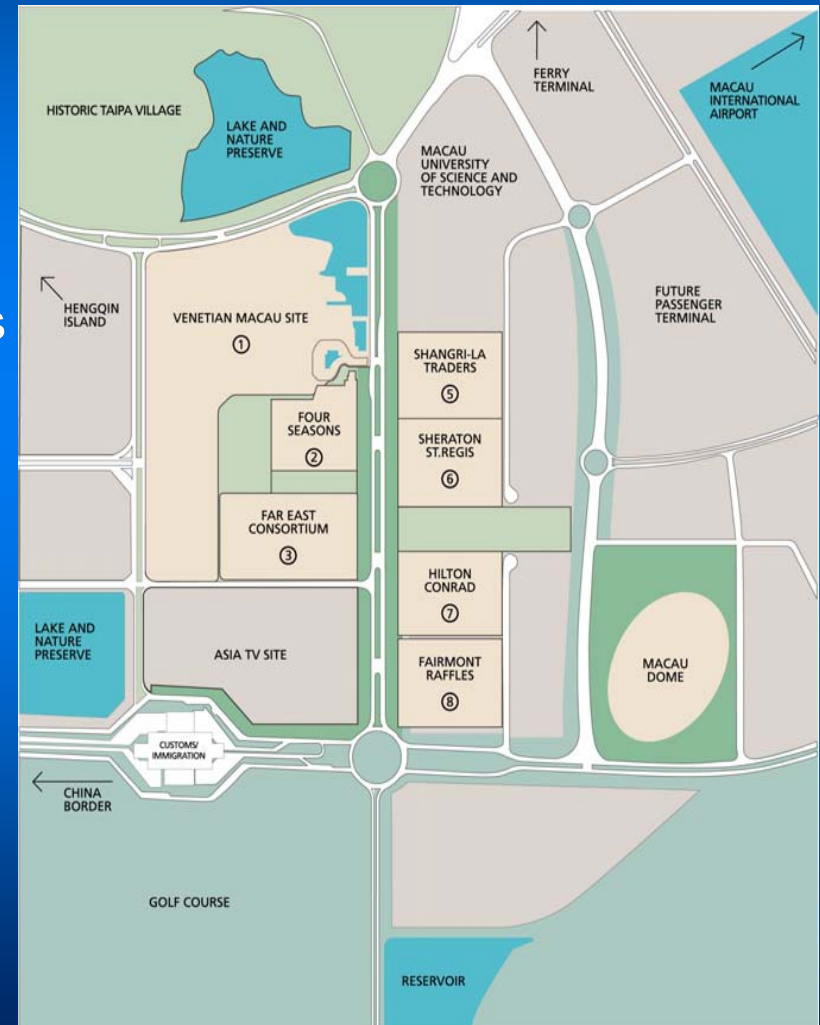 HISTORIC TAIPA VILLAGE
LAKE AND
NATURE
PRESERVE
FERRY
TERMINAL
MACAU
INTERNATIONAL
AIRPORT
MACAU
UNIVERSITY
OF SCIENCE AND
TECHNOLOGY
HENGQIN
ISLAND
VENETIAN MACAU SITE
1
FUTURE
PASSENGER
TERMINAL
S
SHANGRI-LA
TRADERS
5
FOUR
SEASONS
2
SHERATON
ST.REGIS
6
FAR EAST
CONSORTIUM
3
HILTON
CONRAD
7
LAKE AND
NATURE
PRESERVE
ASIA TV SITE
FAIRMONT
RAFFLES
8
MACAU
DOME
CUSTOMS/
IMMIGRATION
CHINA
BORDER
GOLF COURSE
RESERVOIR